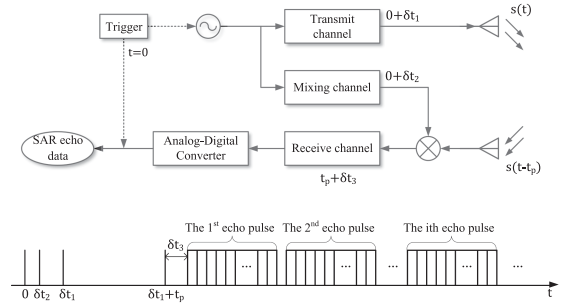 Trigger
t=0
Transmit
channel
0+δt₁
s(t)
Mixing channel
0+δt₂
SAR echo
data
Analog-Digital
Converter
Receive channel
tₚ+δt₃
s(t-tₚ)
δt₃
The 1ˢᵗ echo pulse
The 2ⁿᵈ echo pulse
The ith echo pulse
... ... ... ... ...
0 δt₂ δt₁ δt₁+tₚ t